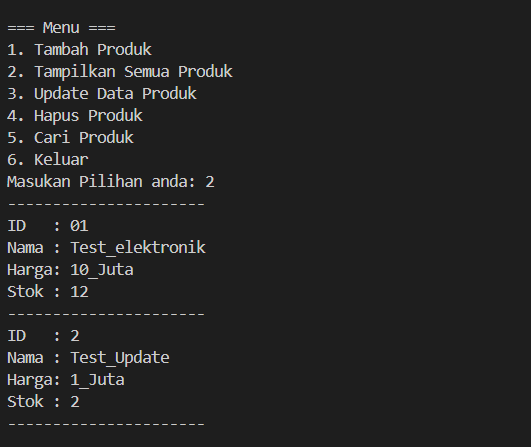 === Menu ===
1. Tambah Produk
2. Tampilkan Semua Produk
3. Update Data Produk
4. Hapus Produk
5. Cari Produk
6. Keluar
Masukan Pilihan anda: 2
----------------------
ID   : 01
Nama : Test_elektronik
Harga: 10_Juta
Stok : 12
----------------------
ID   : 2
Nama : Test_Update
Harga: 1_Juta
Stok : 2
----------------------